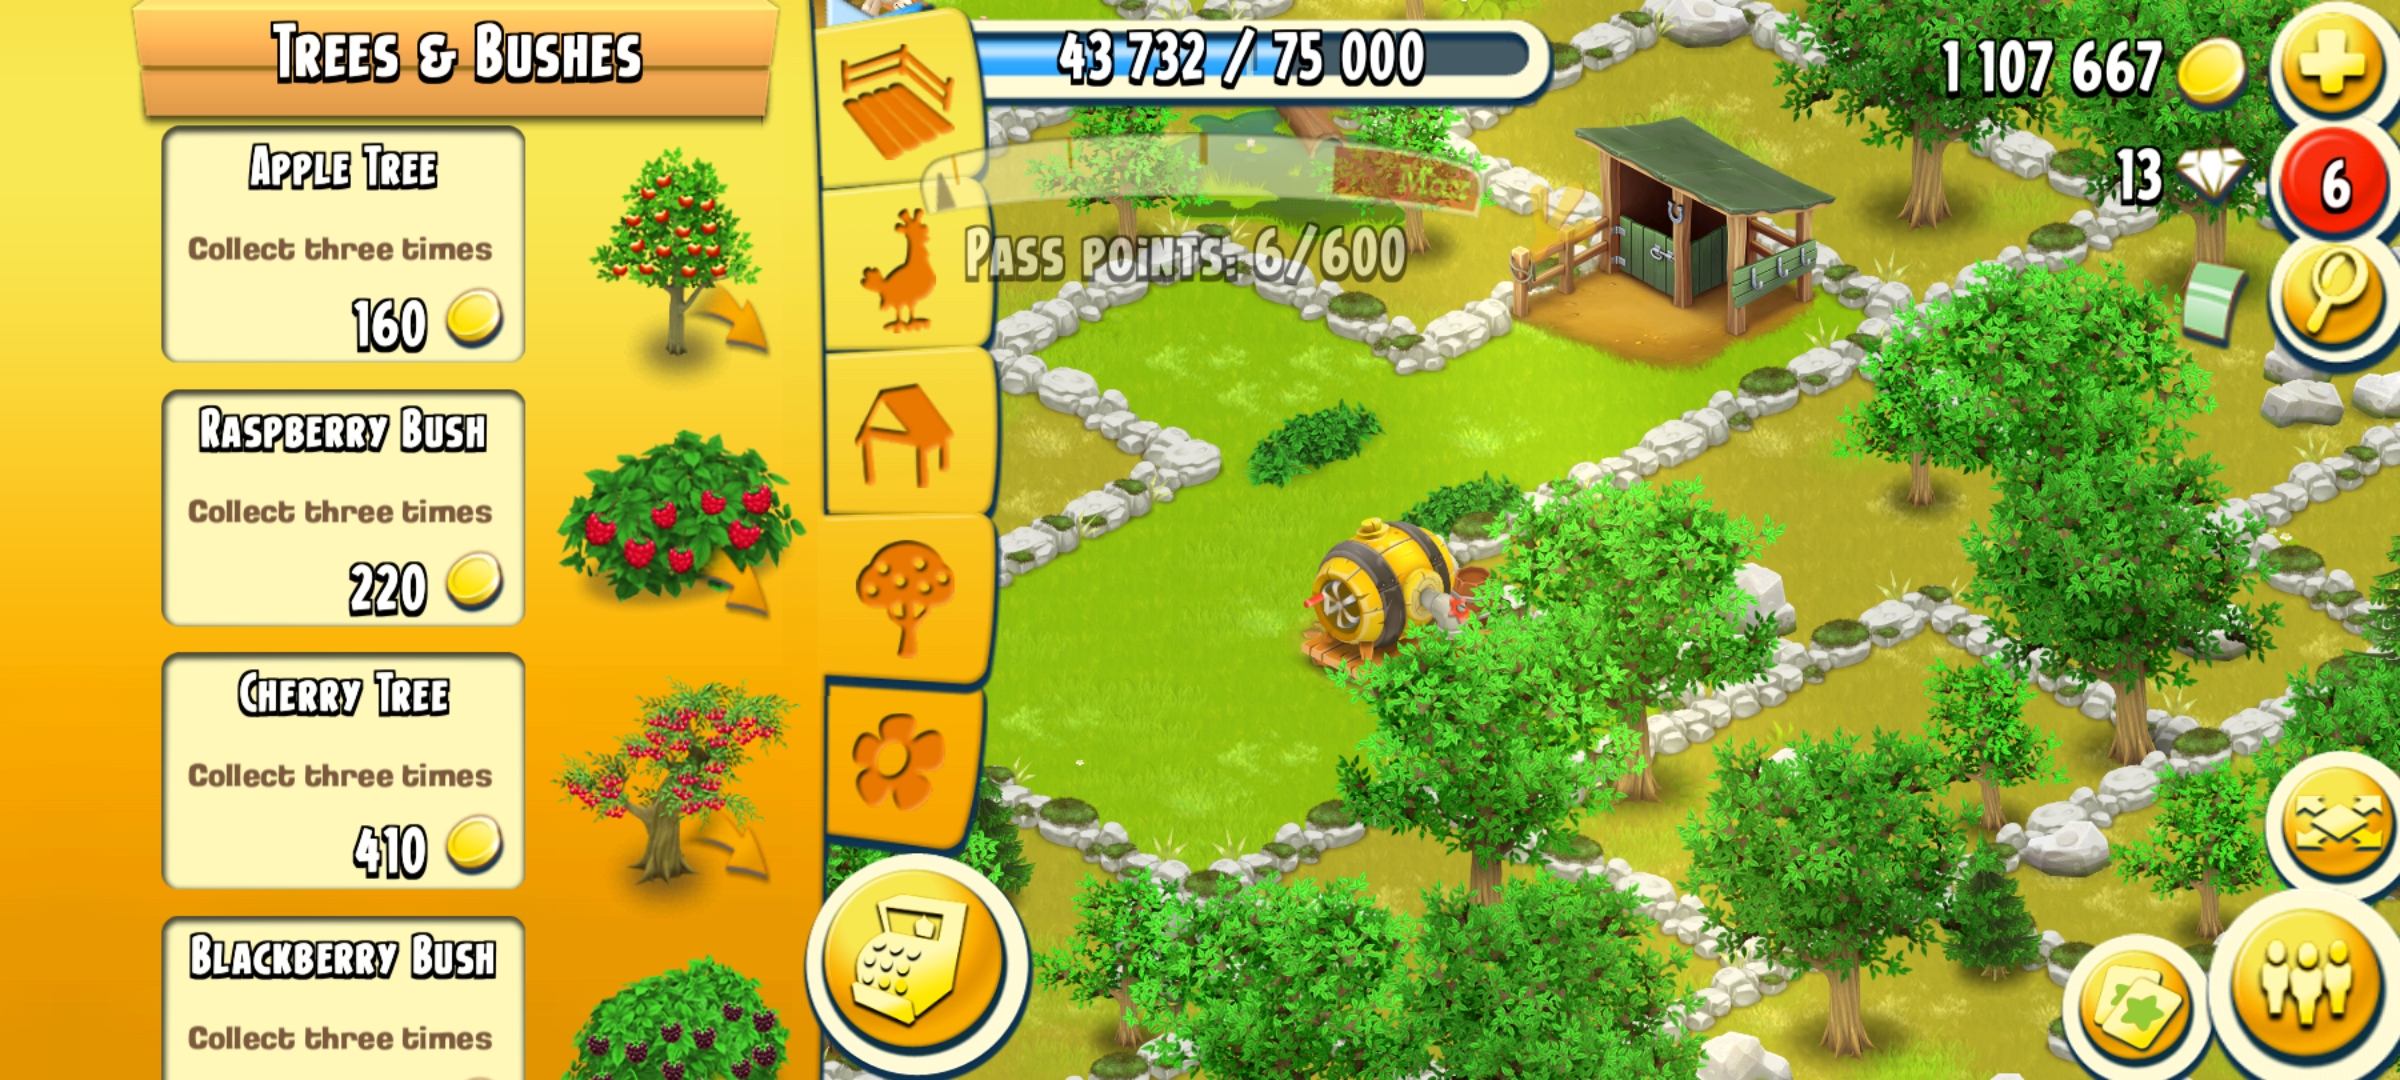 Trees & Bushes
Apple Tree
Collect three times
160
Raspberry Bush
Collect three times
220
Cherry Tree
Collect three times
410
Blackberry Bush
Collect three times
43 732 / 75 000
Max
Pass points: 6/600
1 107 667
13
6